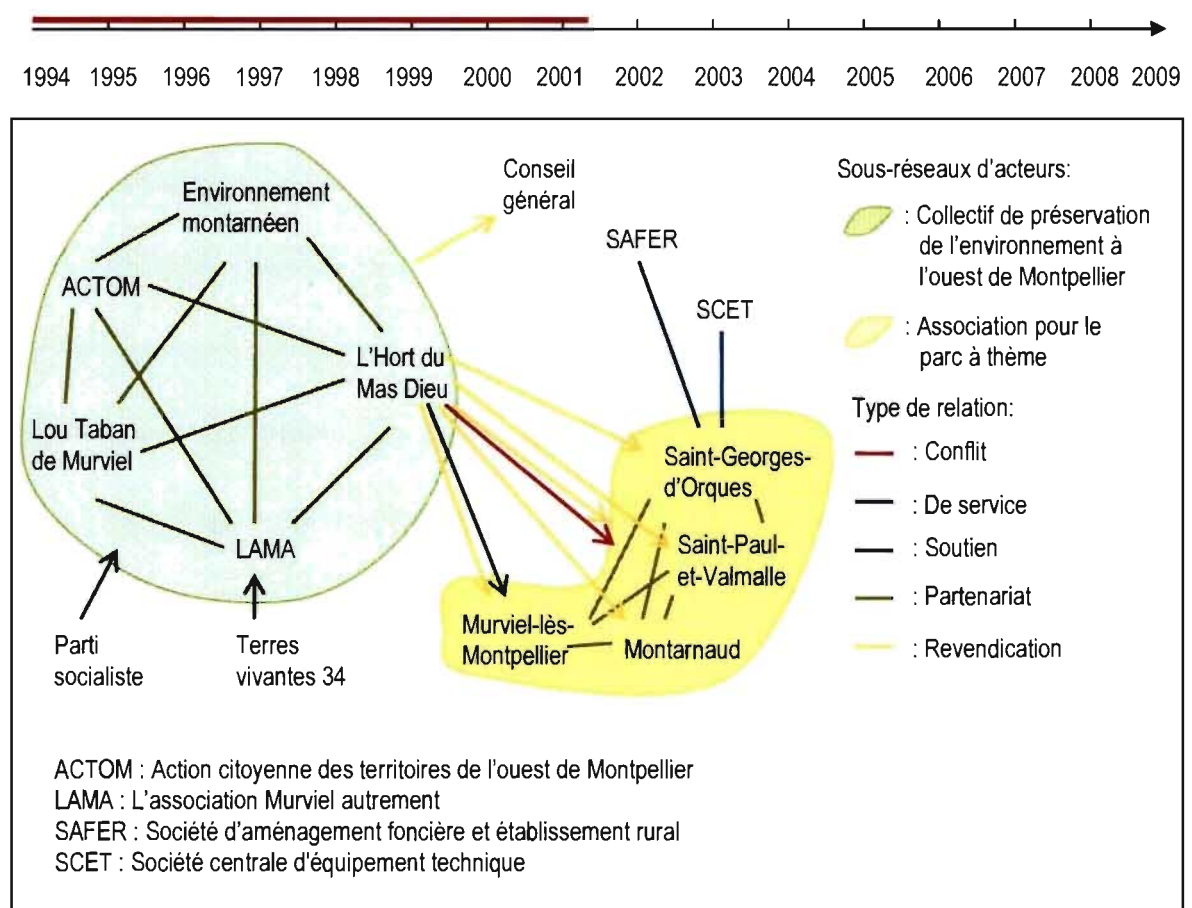 1994 1995 1996 1997 1998 1999 2000 2001 2002 2003 2004 2005 2006 2007 2008 2009
Environnement
montarnéen
ACTOM
L'Hort du
Mas Dieu
Lou Taban
de Murviel
LAMA
Parti
socialiste
Terres
vivantes 34
Conseil
général
SAFER
SCET
Saint-Georges-
d'Orques
Saint-Paul-
et-Valmalle
Murviel-lès-
Montpellier
Montarnaud
Sous-réseaux d'acteurs:
: Collectif de préservation
de l'environnement à
l'ouest de Montpellier
: Association pour le
parc à thème
Type de relation:
: Conflit
: De service
: Soutien
: Partenariat
: Revendication
ACTOM : Action citoyenne des territoires de l'ouest de Montpellier
LAMA : L'association Murviel autrement
SAFER : Société d'aménagement foncière et établissement rural
SCET : Société centrale d'équipement technique